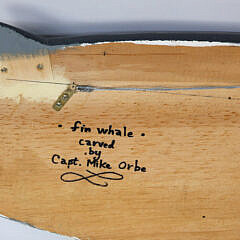 • fin whale •
carved
by
Capt. Mike Orbe